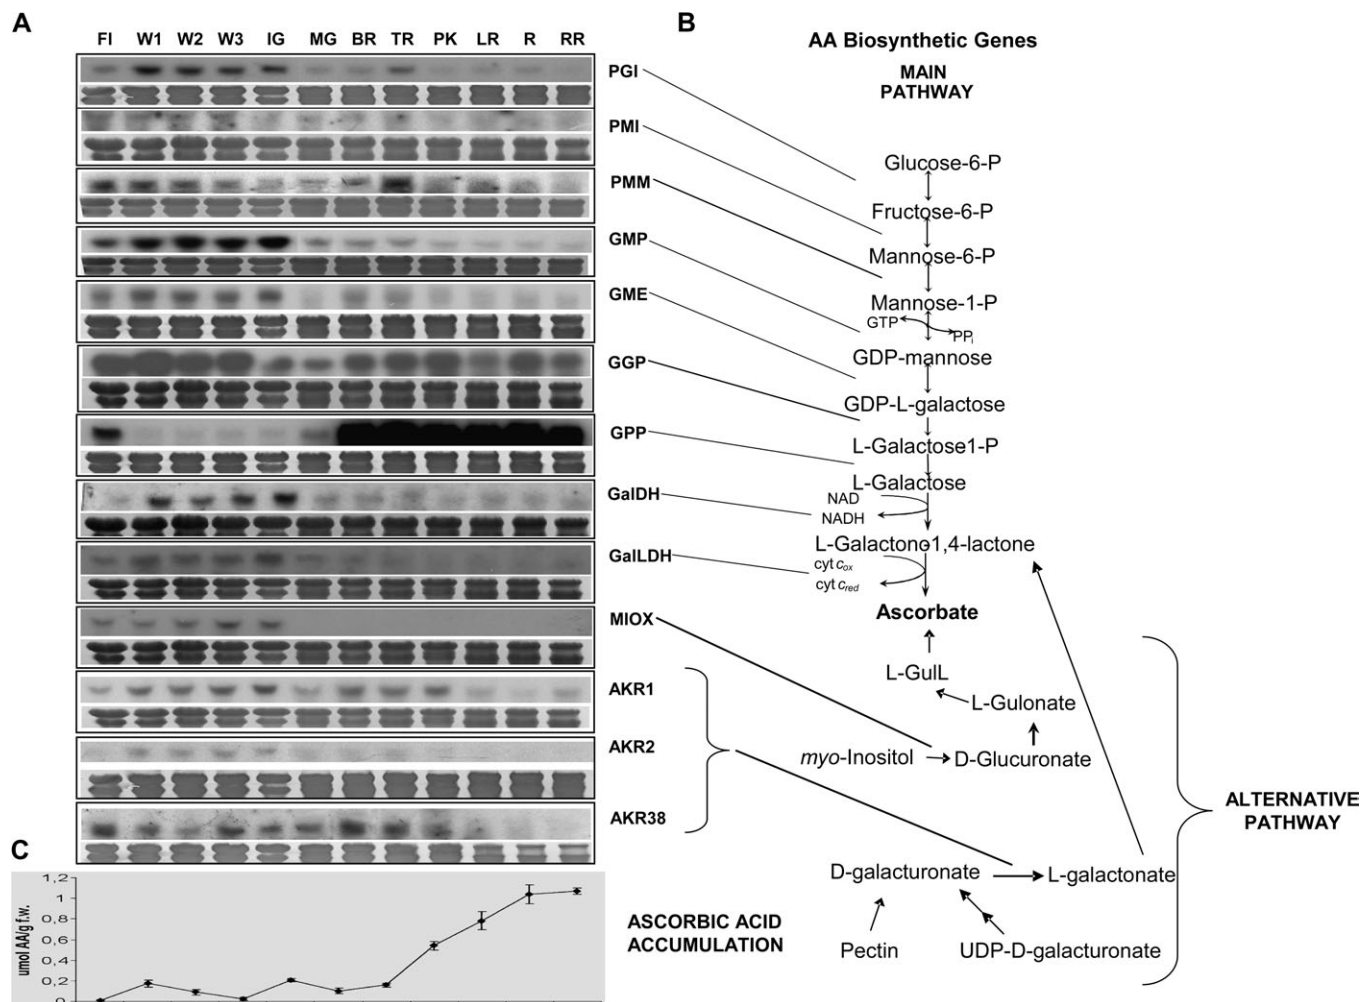 A
FI W1 W2 W3 IG MG BR TR PK LR R RR
PGI
PMI
PMM
GMP
GME
GGP
GPP
GalDH
GalLDH
MIOX
AKR1
AKR2
AKR38
B
AA Biosynthetic Genes
MAIN
PATHWAY
Glucose-6-P
Fructose-6-P
Mannose-6-P
Mannose-1-P
GTP
PPi
GDP-mannose
GDP-L-galactose
L-Galactose1-P
L-Galactose
NAD
NADH
L-Galactono1,4-lactone
cyt cox
cyt cred
Ascorbate
L-GulL
L-Gulonate
myo-Inositol
D-Glucuronate
ALTERNATIVE
PATHWAY
D-galacturonate
L-galactonate
Pectin
UDP-D-galacturonate
C
umol AA/g f.w.
1,2
1
0,8
0,6
0,4
0,2
0
ASCORBIC ACID
ACCUMULATION